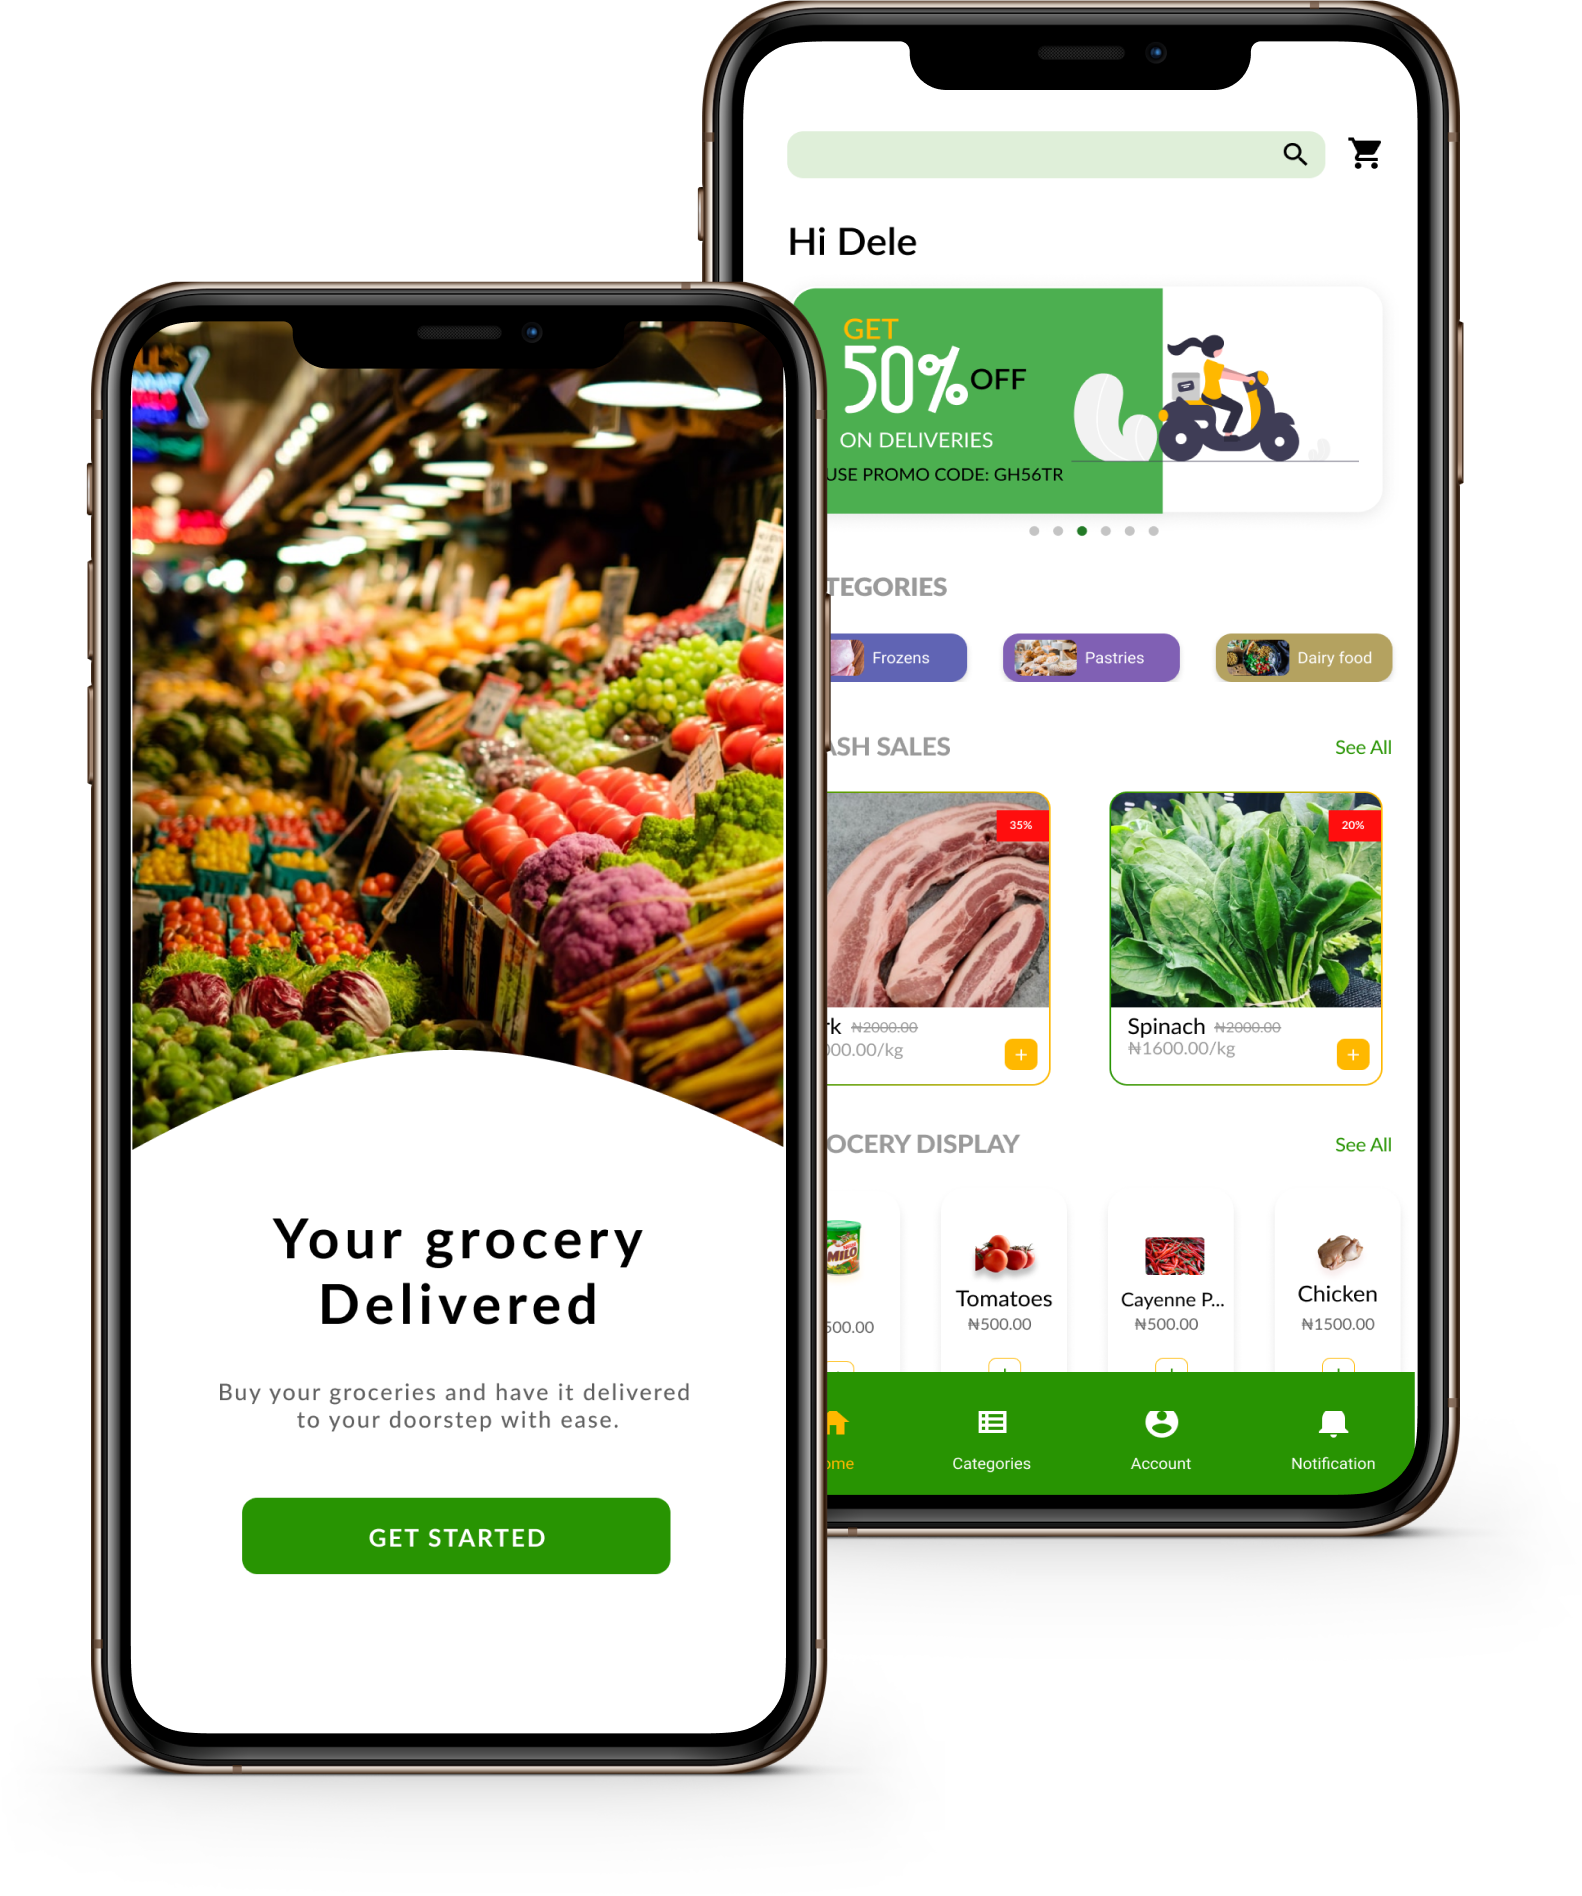 Your grocery
Delivered
Buy your groceries and have it delivered
to your doorstep with ease.
GET STARTED
Hi Dele
GET
50% OFF
ON DELIVERIES
USE PROMO CODE: GH56TR
TEGORIES
Frozens
Pastries
Dairy food
ASH SALES
See All
35%
20%
rk ₦2000.00
000.00/kg
Spinach ₦2000.00
₦1600.00/kg
OCERY DISPLAY
See All
MILO
500.00
Tomatoes
₦500.00
Cayenne P...
₦500.00
Chicken
₦1500.00
ome
Categories
Account
Notification